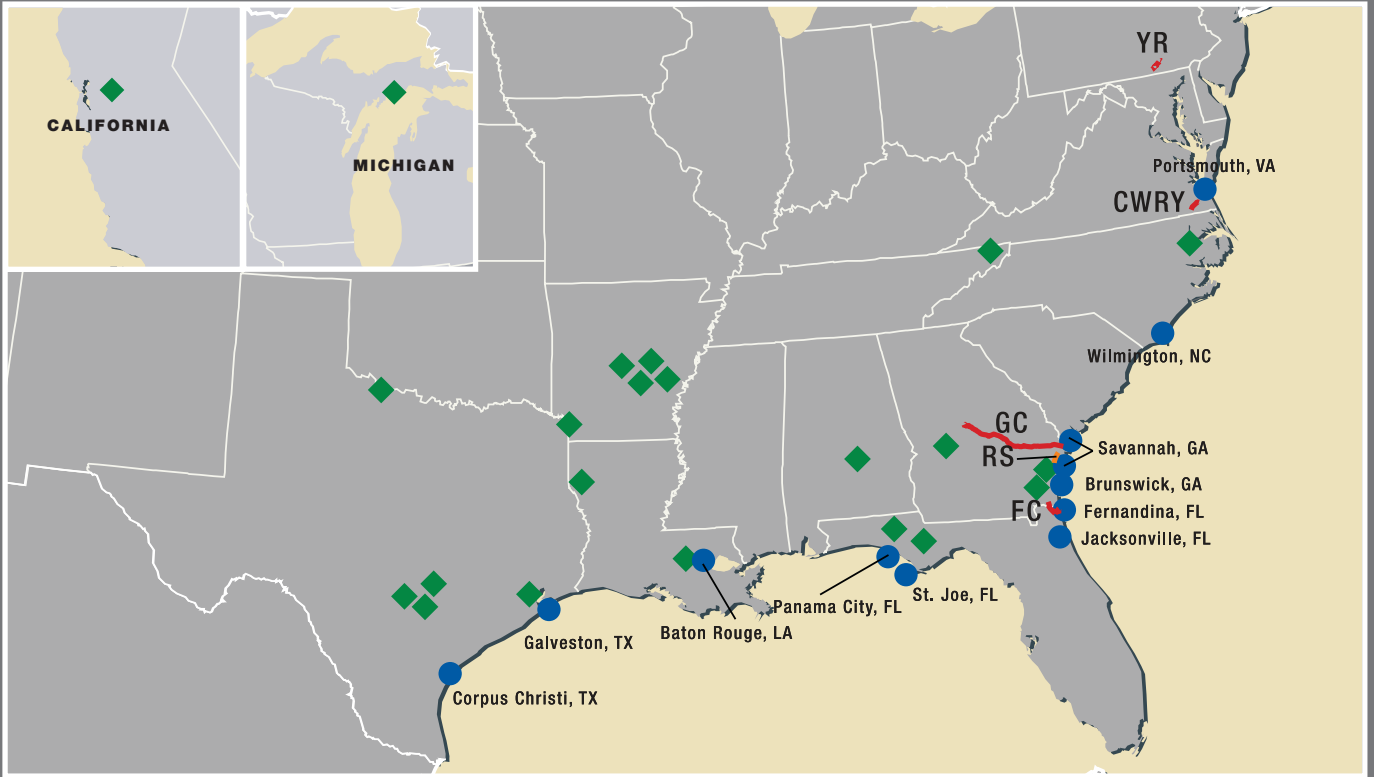 YR
CALIFORNIA
MICHIGAN
Portsmouth, VA
CWRY
Wilmington, NC
GC
RS
Savannah, GA
Brunswick, GA
FC
Fernandina, FL
Jacksonville, FL
St. Joe, FL
Panama City, FL
Baton Rouge, LA
Galveston, TX
Corpus Christi, TX